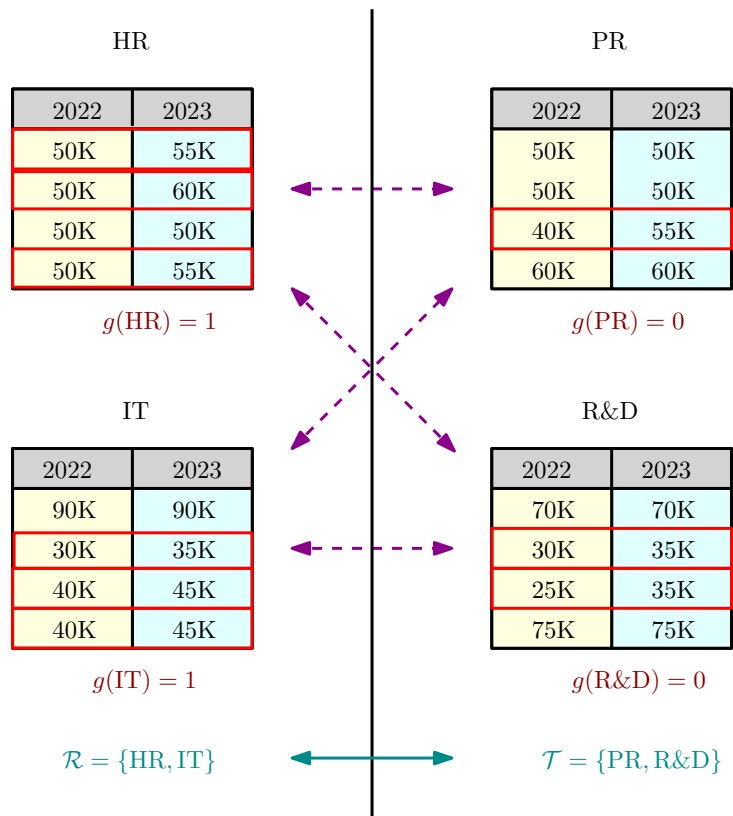 HR
2022 2023
50K 55K
50K 60K
50K 50K
50K 55K
g(HR) = 1
PR
2022 2023
50K 50K
50K 50K
40K 55K
60K 60K
g(PR) = 0
IT
2022 2023
90K 90K
30K 35K
40K 45K
40K 45K
g(IT) = 1
R&D
2022 2023
70K 70K
30K 35K
25K 35K
75K 75K
g(R&D) = 0
ℛ = {HR, IT}
𝒯 = {PR, R&D}